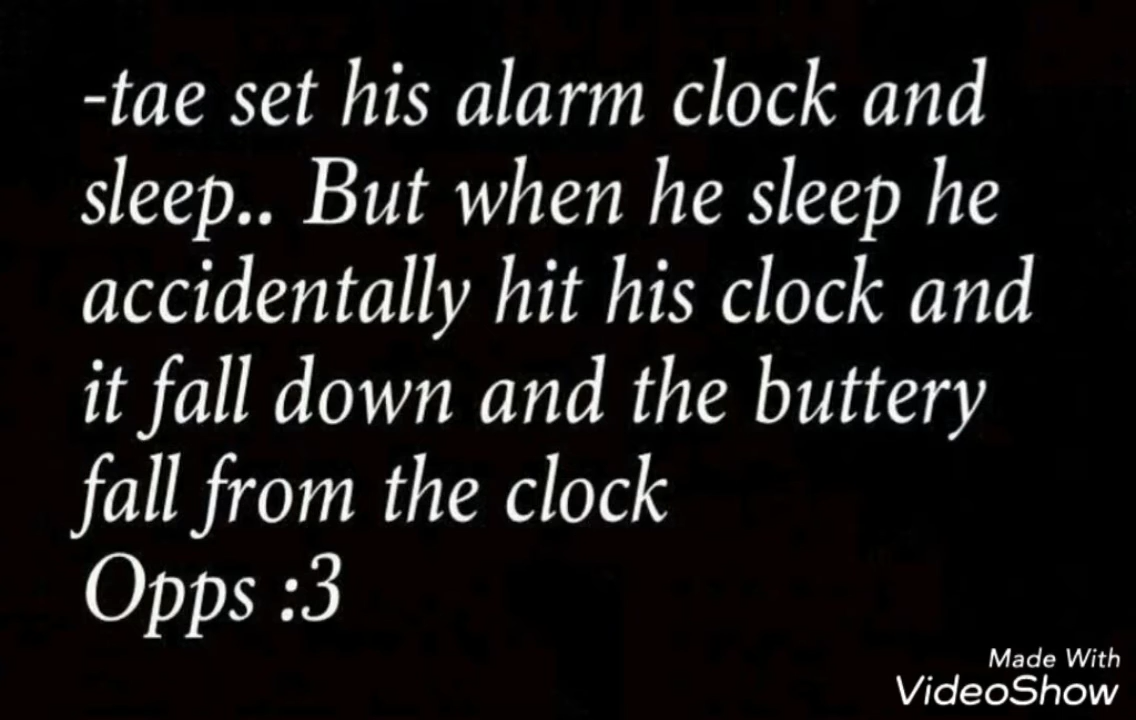 -tae set his alarm clock and
sleep.. But when he sleep he
accidentally hit his clock and
it fall down and the buttery
fall from the clock
Opps :3
Made With
VideoShow